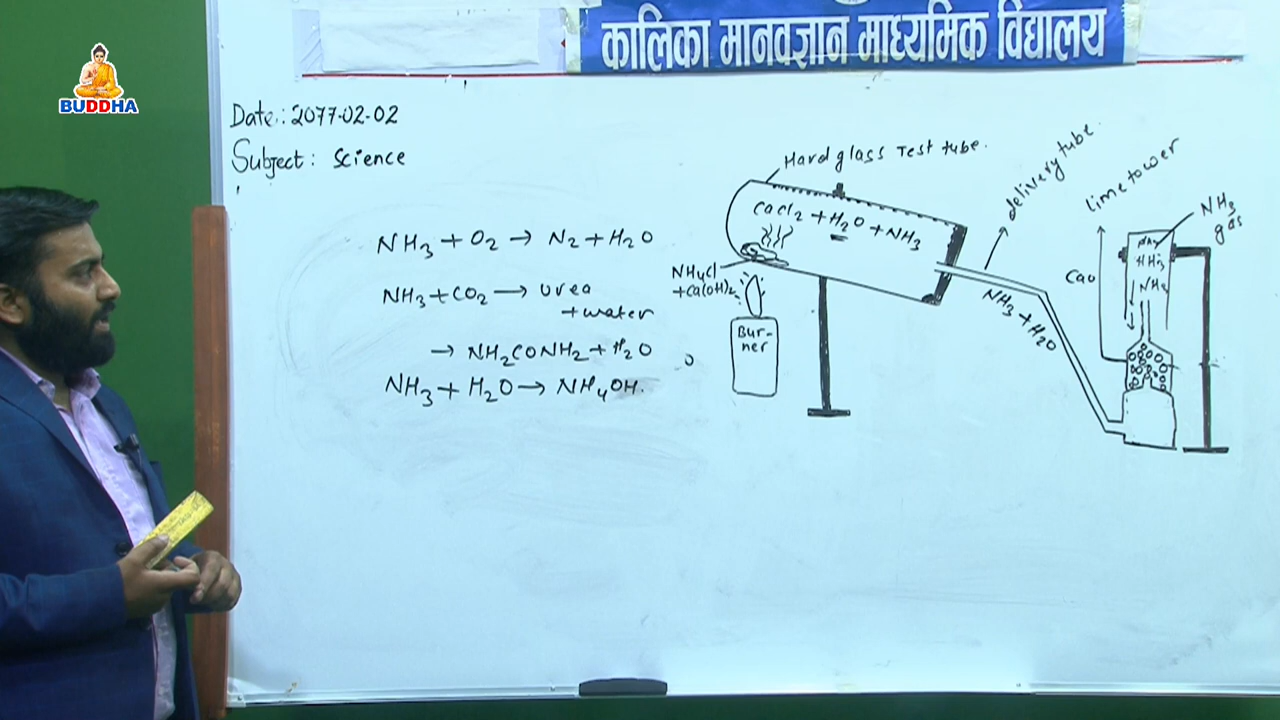 BUDDHA
कालिका मानवज्ञान माध्यमिक विद्यालय
Date: 2077-02-02
Subject: Science
NH3 + O2 → N2 + H2O
NH3 + CO2 → urea
+ water
→ NH2CONH2 + H2O
NH3 + H2O → NH4OH.
Hard glass Test tube.
CaCl2 + H2O + NH3
NH4Cl
+ Ca(OH)2
Bur-
ner
delivery tube.
NH3 + H2O
lime tower
CaO
NH3
gas
NH3
NH3